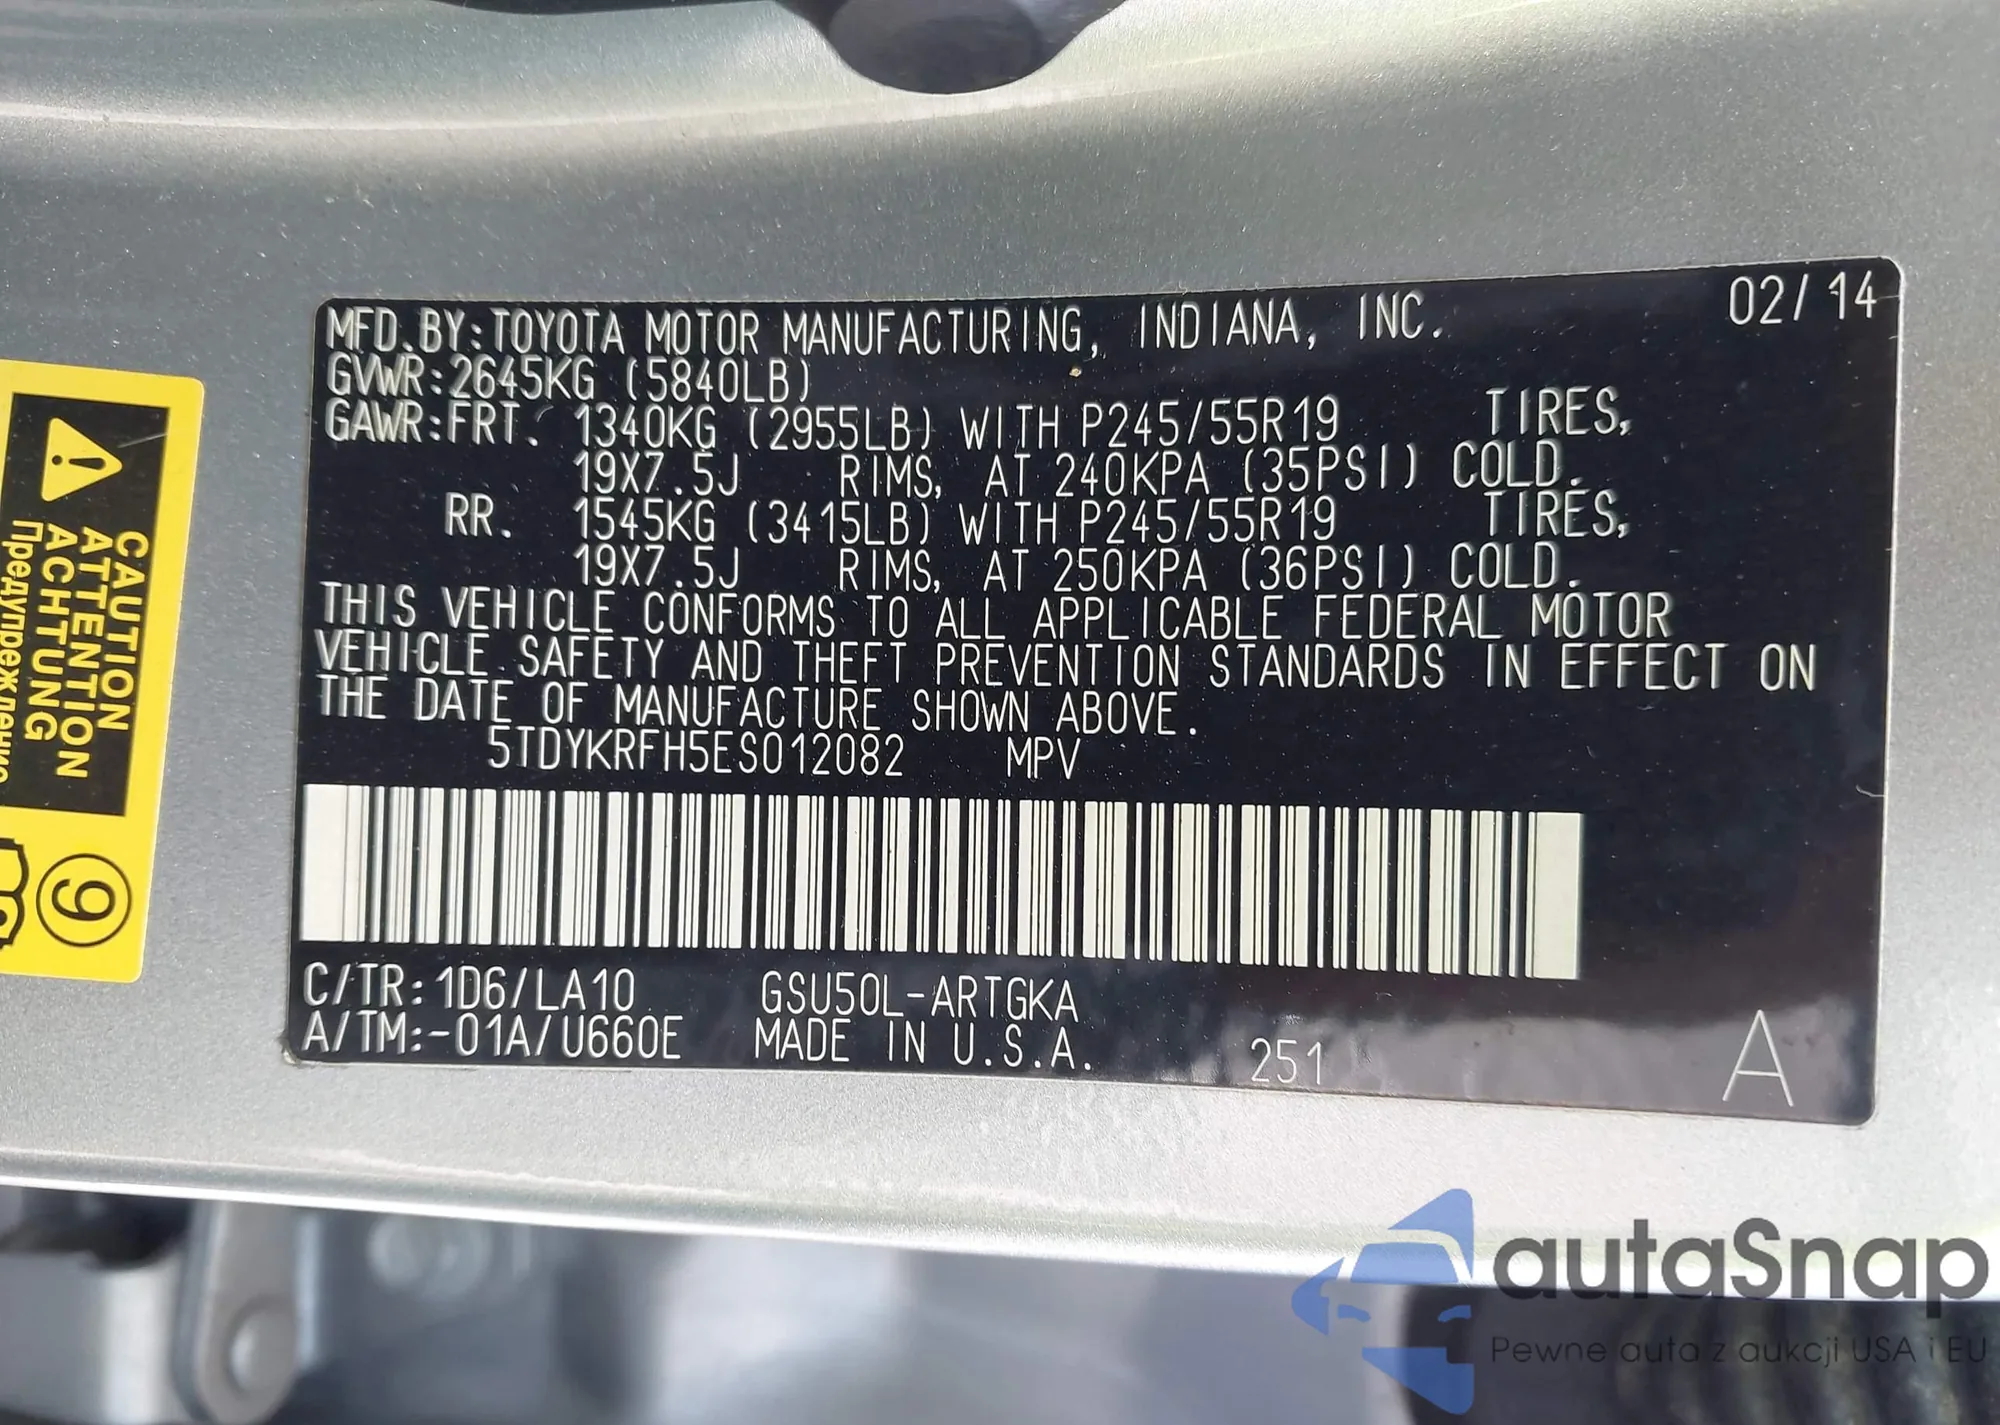 MFD.BY:TOYOTA MOTOR MANUFACTURING, INDIANA, INC. 02/14
GVWR:2645KG (5840LB)
GAWR:FRT. 1340KG (2955LB) WITH P245/55R19 TIRES,
19X7.5J RIMS, AT 240KPA (35PSI) COLD.
RR. 1545KG (3415LB) WITH P245/55R19 TIRES,
19X7.5J RIMS, AT 250KPA (36PSI) COLD.
THIS VEHICLE CONFORMS TO ALL APPLICABLE FEDERAL MOTOR
VEHICLE SAFETY AND THEFT PREVENTION STANDARDS IN EFFECT ON
THE DATE OF MANUFACTURE SHOWN ABOVE.
5TDYKRFH5ES012082 MPV
C/TR:1D6/LA10 GSU50L-ARTGKA
A/TM:-01A/U660E MADE IN U.S.A. 251 A
CAUTION
ATTENTION
ACHTUNG
Предупреждение
9
autaSnap
Pewne auta z aukcji USA i EU